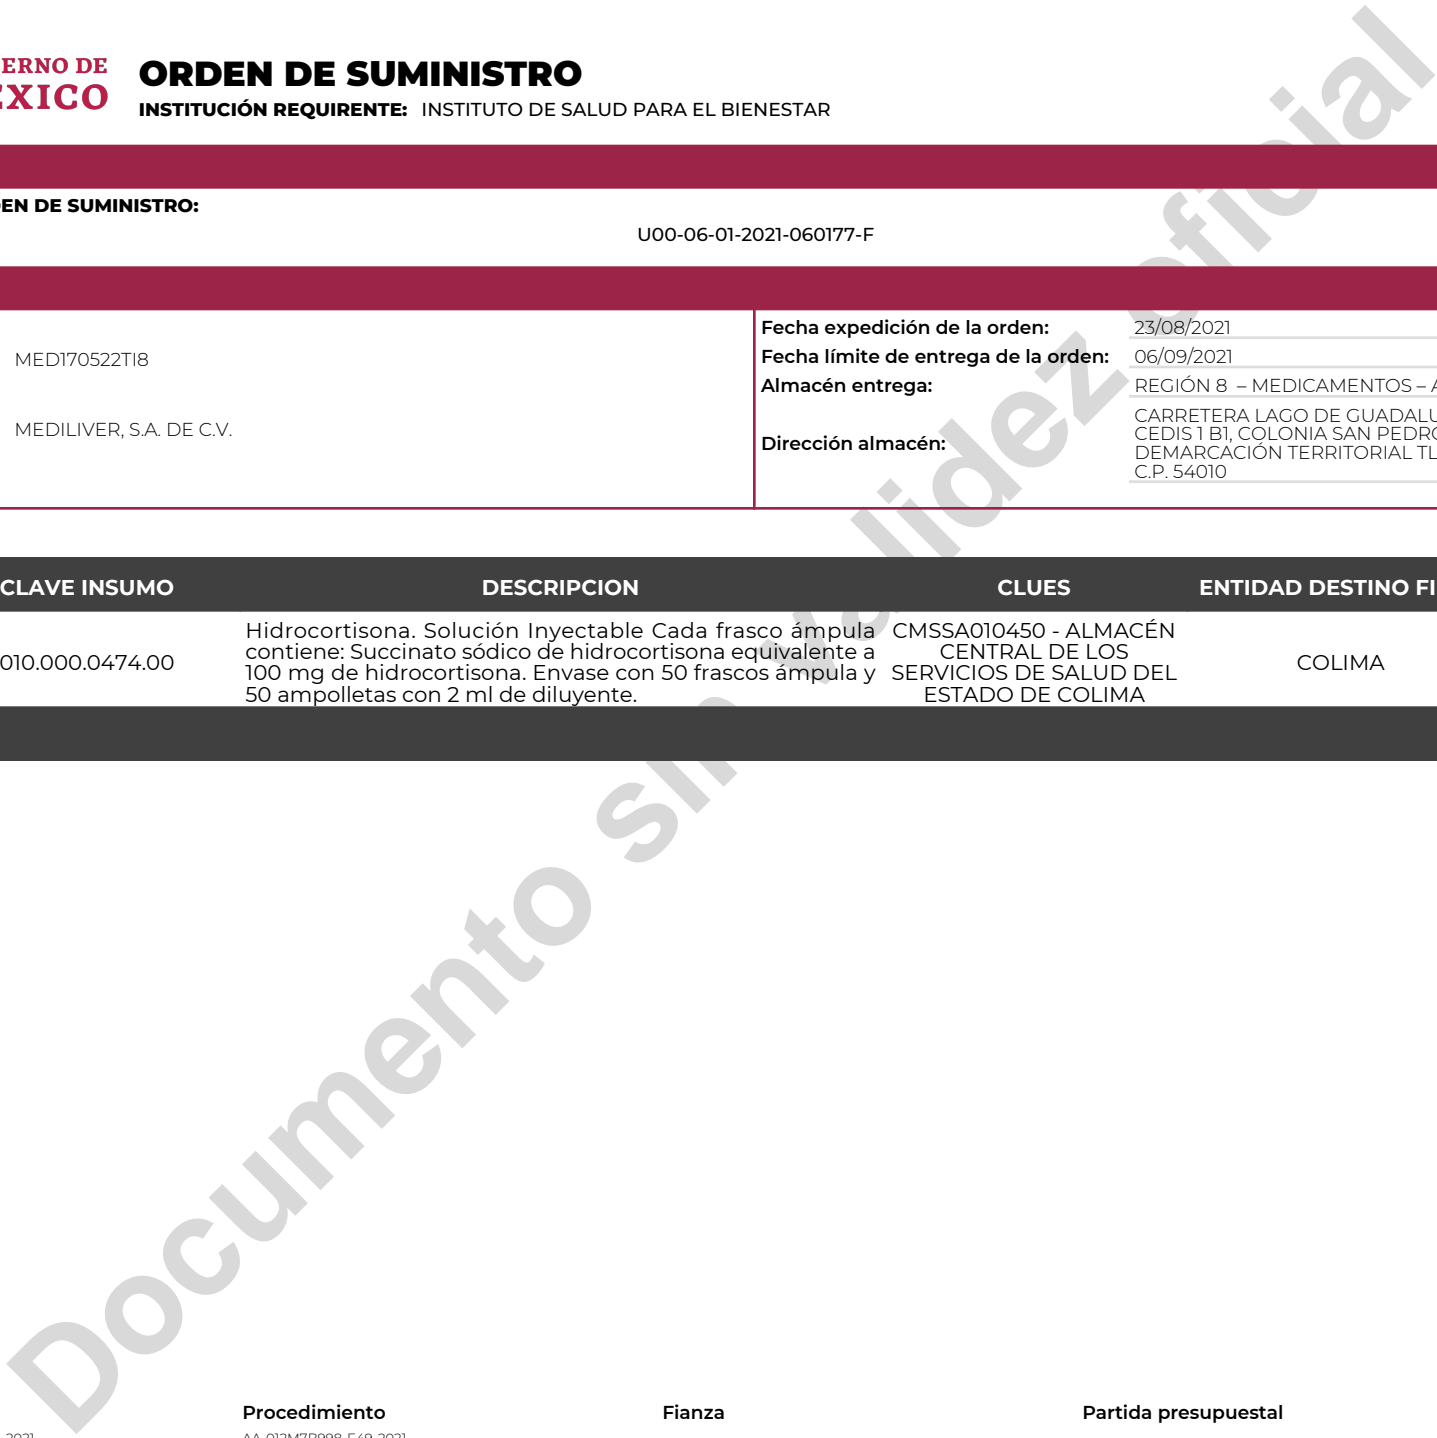 ERNO DE
ÉXICO
ORDEN DE SUMINISTRO
INSTITUCIÓN REQUIRENTE: INSTITUTO DE SALUD PARA EL BIENESTAR
EN DE SUMINISTRO:
U00-06-01-2021-060177-F
MED170522TI8
MEDILIVER, S.A. DE C.V.
Fecha expedición de la orden: 23/08/2021
Fecha límite de entrega de la orden: 06/09/2021
Almacén entrega: REGIÓN 8 – MEDICAMENTOS – A
Dirección almacén:
CARRETERA LAGO DE GUADALU
CEDIS 1 B1, COLONIA SAN PEDRO
DEMARCACIÓN TERRITORIAL TL
C.P. 54010
CLAVE INSUMO DESCRIPCION CLUES ENTIDAD DESTINO FI
010.000.0474.00
Hidrocortisona. Solución Inyectable Cada frasco ámpula
contiene: Succinato sódico de hidrocortisona equivalente a
100 mg de hidrocortisona. Envase con 50 frascos ámpula y
50 ampolletas con 2 ml de diluyente.
CMSSA010450 - ALMACÉN
CENTRAL DE LOS
SERVICIOS DE SALUD DEL
ESTADO DE COLIMA
COLIMA
Documento sin validez oficial
Procedimiento Fianza Partida presupuestal